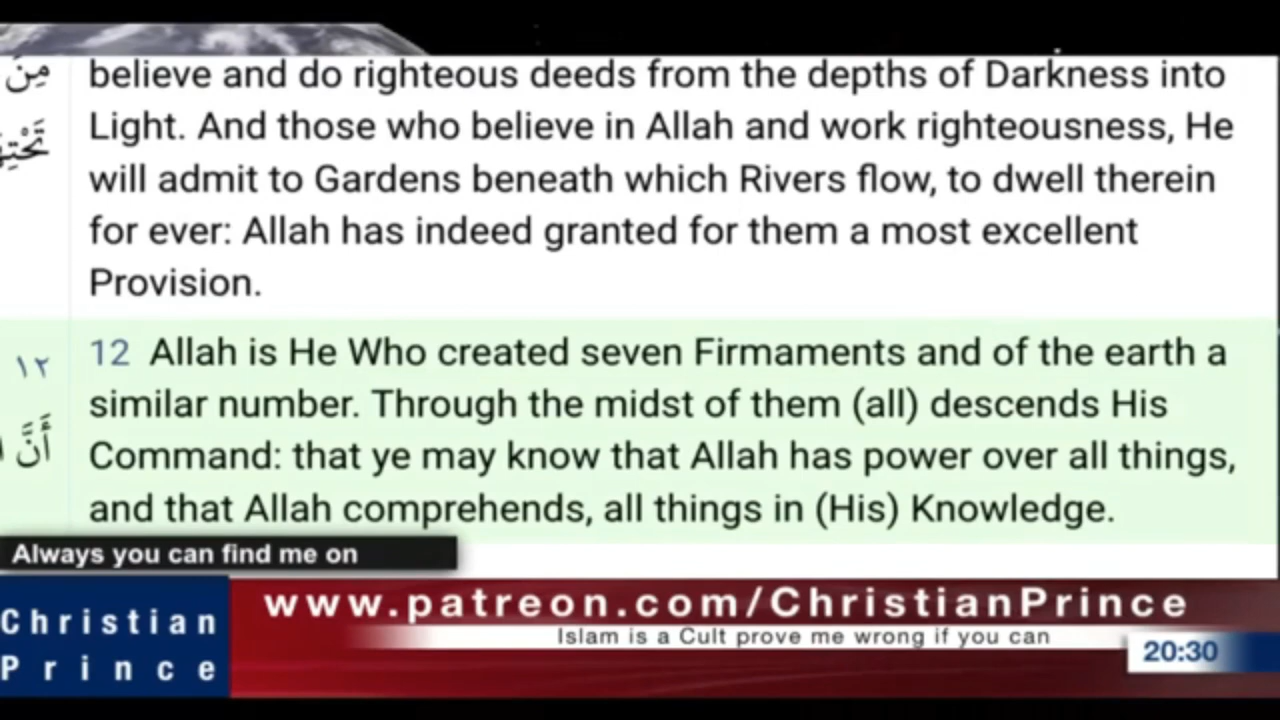 مِنَ
believe and do righteous deeds from the depths of Darkness into
Light. And those who believe in Allah and work righteousness, He
will admit to Gardens beneath which Rivers flow, to dwell therein
for ever: Allah has indeed granted for them a most excellent
Provision.
١٢
12 Allah is He Who created seven Firmaments and of the earth a
similar number. Through the midst of them (all) descends His
أَنَّ
Command: that ye may know that Allah has power over all things,
and that Allah comprehends, all things in (His) Knowledge.
Always you can find me on
Christian
Prince
www.patreon.com/ChristianPrince
Islam is a Cult prove me wrong if you can
20:30